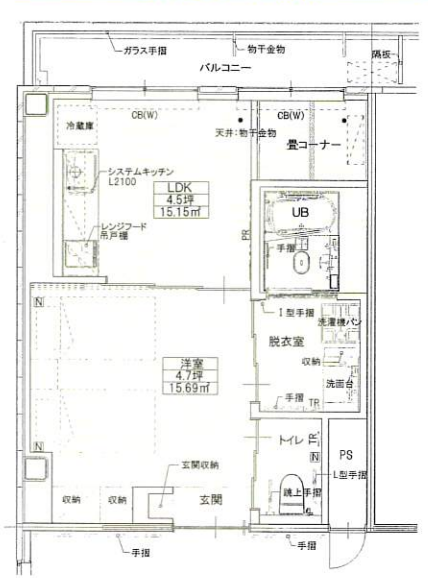 ガラス手摺
物干金物
隔板
バルコニー
CB(W)
CB(W)
冷蔵庫
天井:物干金物
畳コーナー
システムキッチン
L2100
LDK
4.5坪
15.15㎡
UB
レンジフード
吊戸棚
PR
手摺
N
I型手摺
洗濯機パン
脱衣室
収納
洗面台
洋室
4.7坪
15.69㎡
手摺
TR
トイレ
TR
N
N
PS
L型手摺
玄関収納
収納
収納
玄関
跳上手摺
手摺
手摺